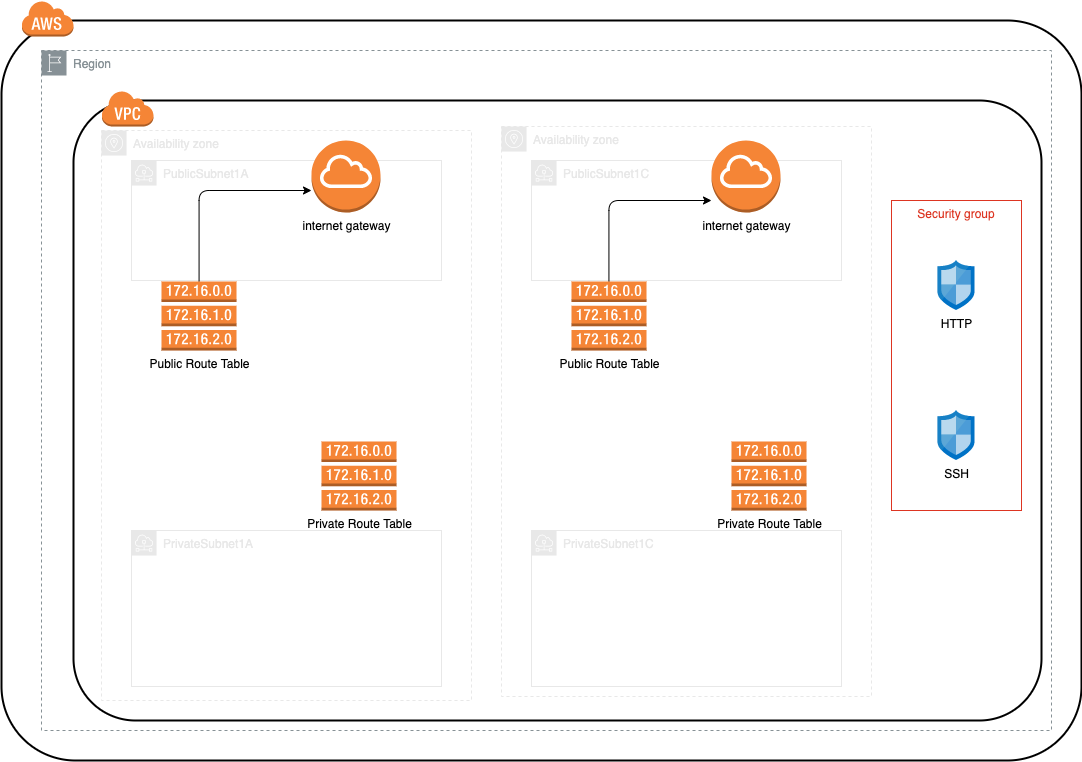 AWS
Region
VPC
Availability zone
Availability zone
PublicSubnet1A
PublicSubnet1C
internet gateway
internet gateway
Security group
HTTP
SSH
172.16.0.0
172.16.1.0
172.16.2.0
Public Route Table
172.16.0.0
172.16.1.0
172.16.2.0
Public Route Table
172.16.0.0
172.16.1.0
172.16.2.0
Private Route Table
172.16.0.0
172.16.1.0
172.16.2.0
Private Route Table
PrivateSubnet1A
PrivateSubnet1C